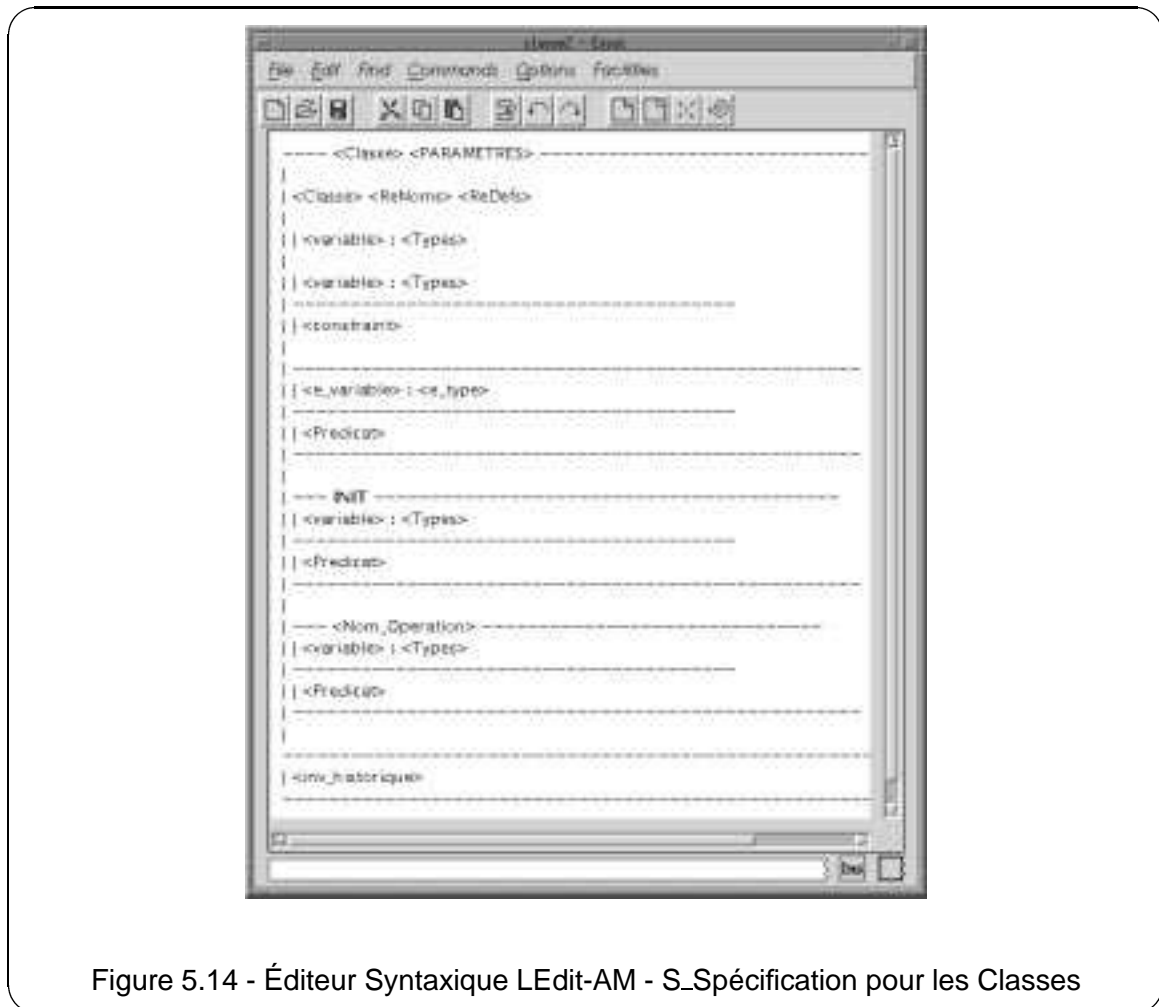 File Edit Find Commands Options Facilities
---- <Classe> <PARAMETRES> ----------------------------------------
|
| <Classe> <ReNoms> <ReDefs>
|
| | <variable> : <Types>
|
| | <variable> : <Types>
| ------------------------------------------------------
| | <constraint>
|
| ---------------------------------------------------------------------
| | <e_variable> : <e_type>
| ------------------------------------------------------
| | <Predicat>
| ---------------------------------------------------------------------
|
| --- INIT ---------------------------------------------------------
| | <variable> : <Types>
| ------------------------------------------------------
| | <Predicat>
| ---------------------------------------------------------------------
|
| ---- <Nom_Operation> -----------------------------------------
| | <variable> : <Types>
| ------------------------------------------------------
| | <Predicat>
| ---------------------------------------------------------------------
|
------------------------------------------------------------------------
| <inv_historique>
------------------------------------------------------------------------
Figure 5.14 - Éditeur Syntaxique LEdit-AM - S_Spécification pour les Classes